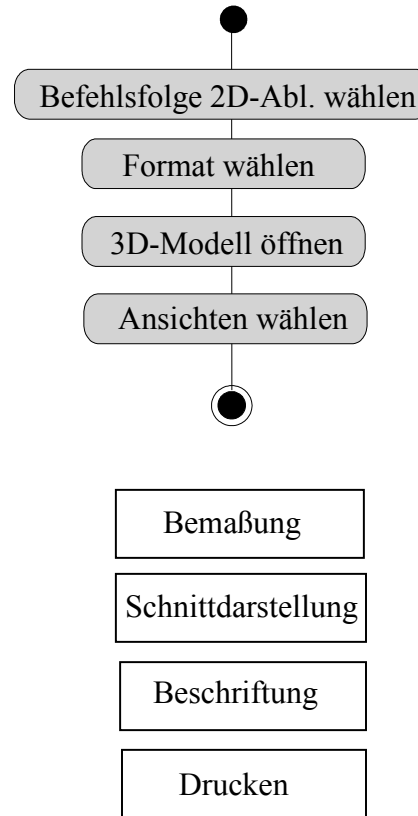 Befehlsfolge 2D-Abl. wählen
Format wählen
3D-Modell öffnen
Ansichten wählen
Bemaßung
Schnittdarstellung
Beschriftung
Drucken